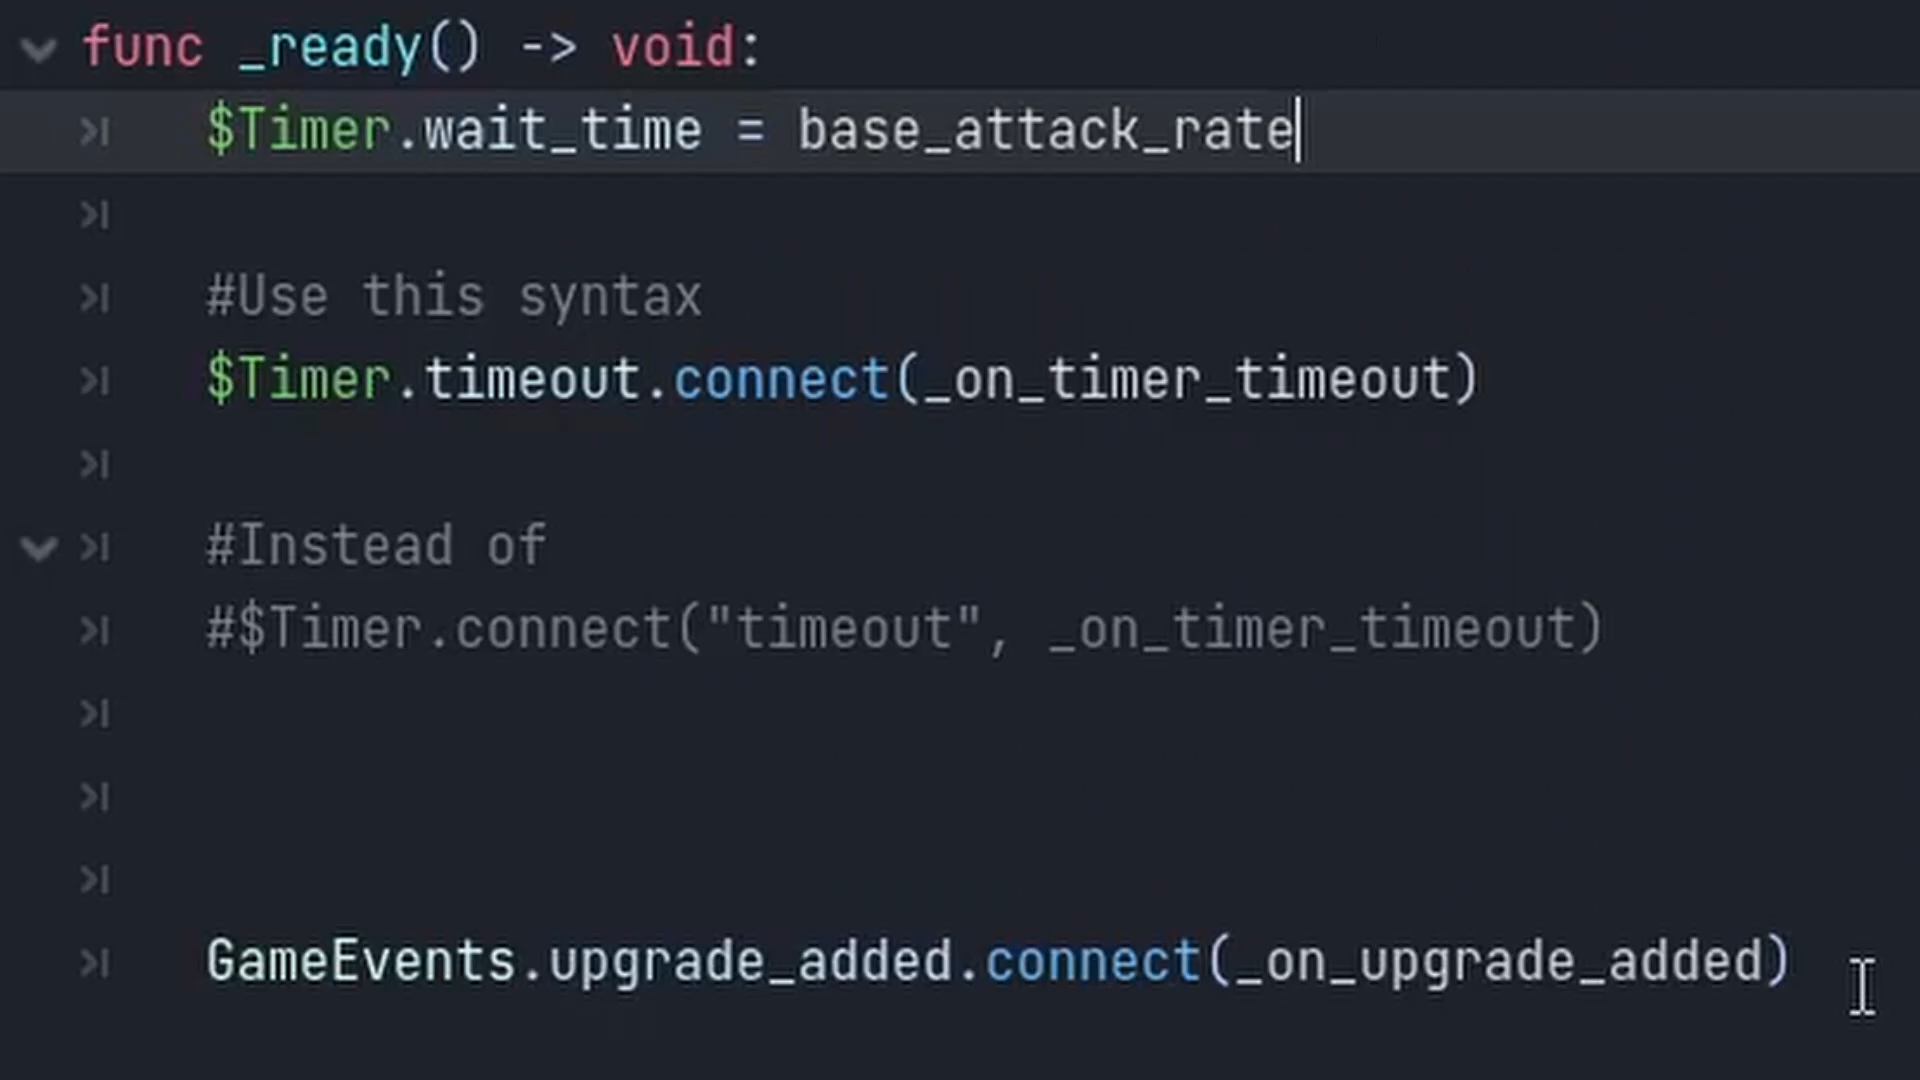 func _ready() -> void:
$Timer.wait_time = base_attack_rate
#Use this syntax
$Timer.timeout.connect(_on_timer_timeout)
#Instead of
#$Timer.connect("timeout", _on_timer_timeout)
GameEvents.upgrade_added.connect(_on_upgrade_added)